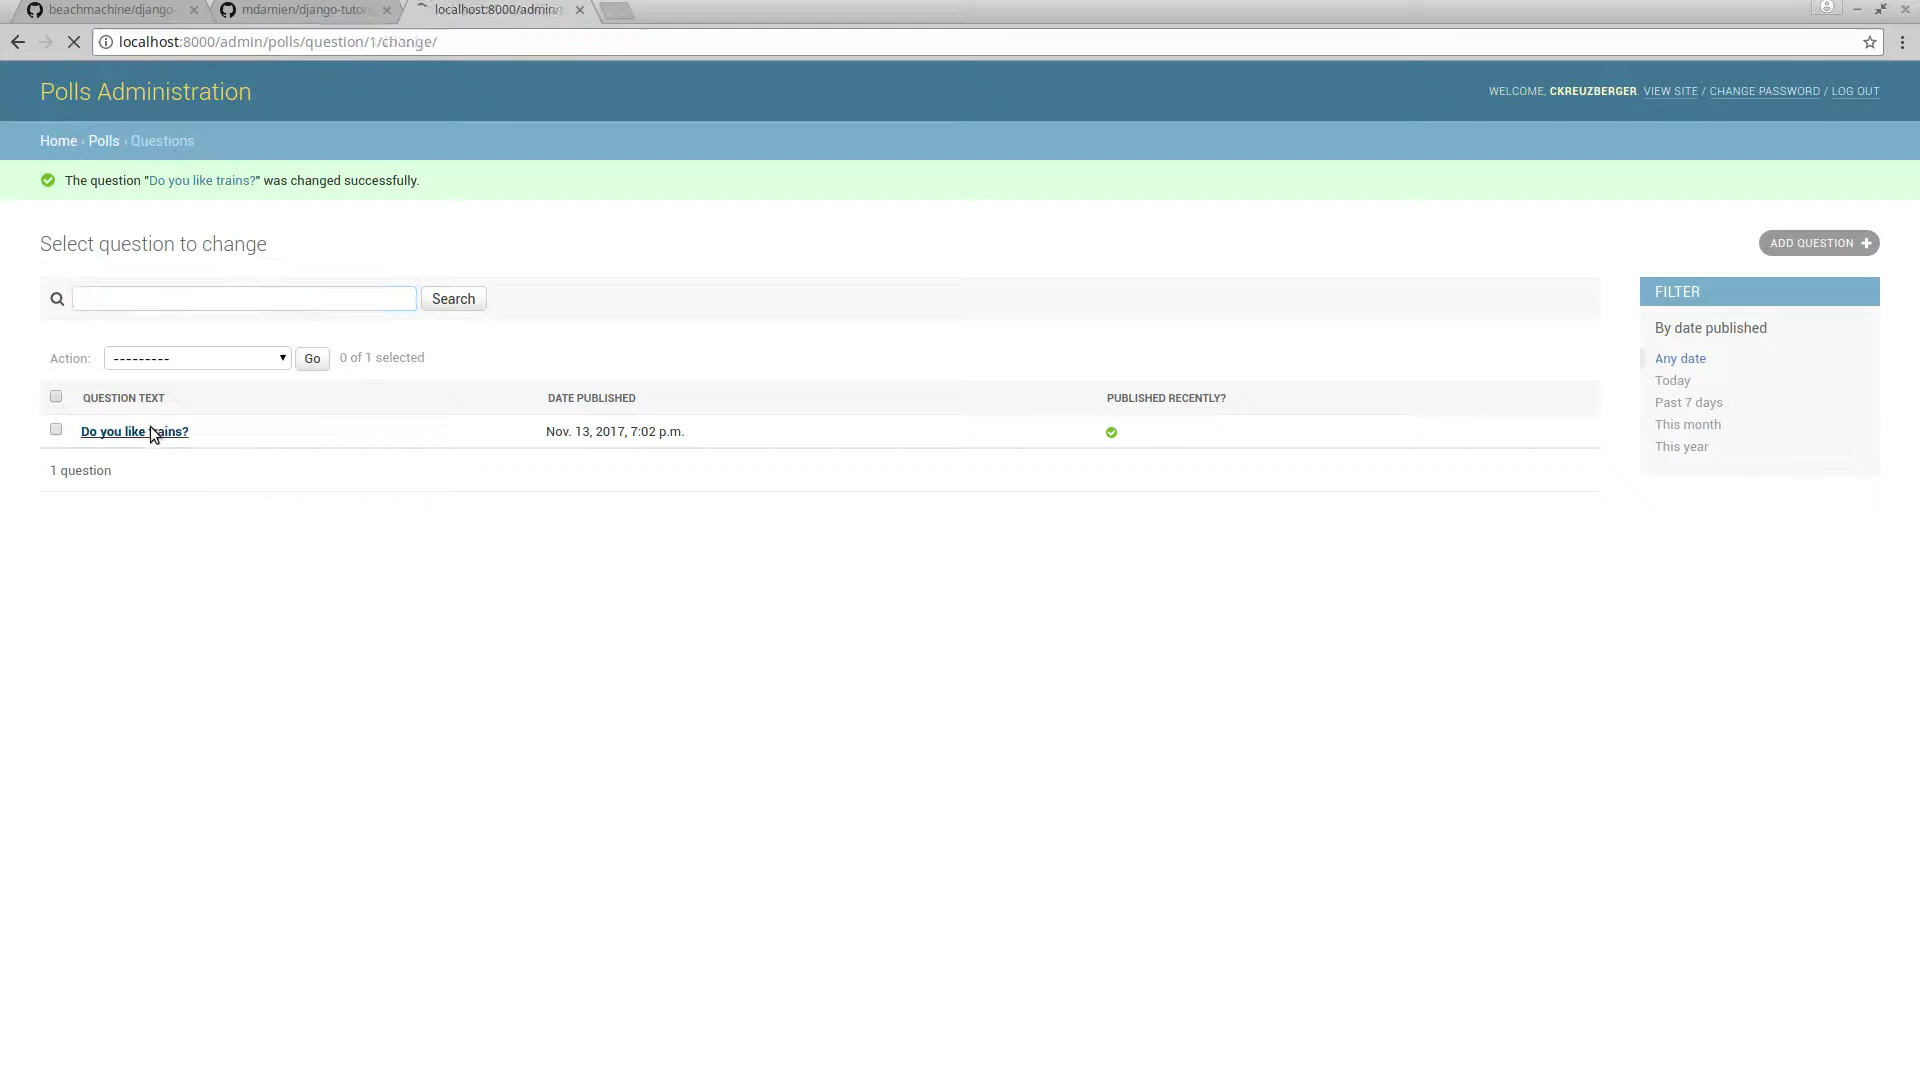 beachmachine/django-
mdamien/django-tutor
localhost:8000/admin/
localhost:8000/admin/polls/question/1/change/
Polls Administration
WELCOME, CKREUZBERGER. VIEW SITE / CHANGE PASSWORD / LOG OUT
Home › Polls › Questions
The question "Do you like trains?" was changed successfully.
Select question to change
ADD QUESTION +
Search
Action: --------- Go 0 of 1 selected
QUESTION TEXT DATE PUBLISHED PUBLISHED RECENTLY?
Do you like trains? Nov. 13, 2017, 7:02 p.m.
1 question
FILTER
By date published
Any date
Today
Past 7 days
This month
This year